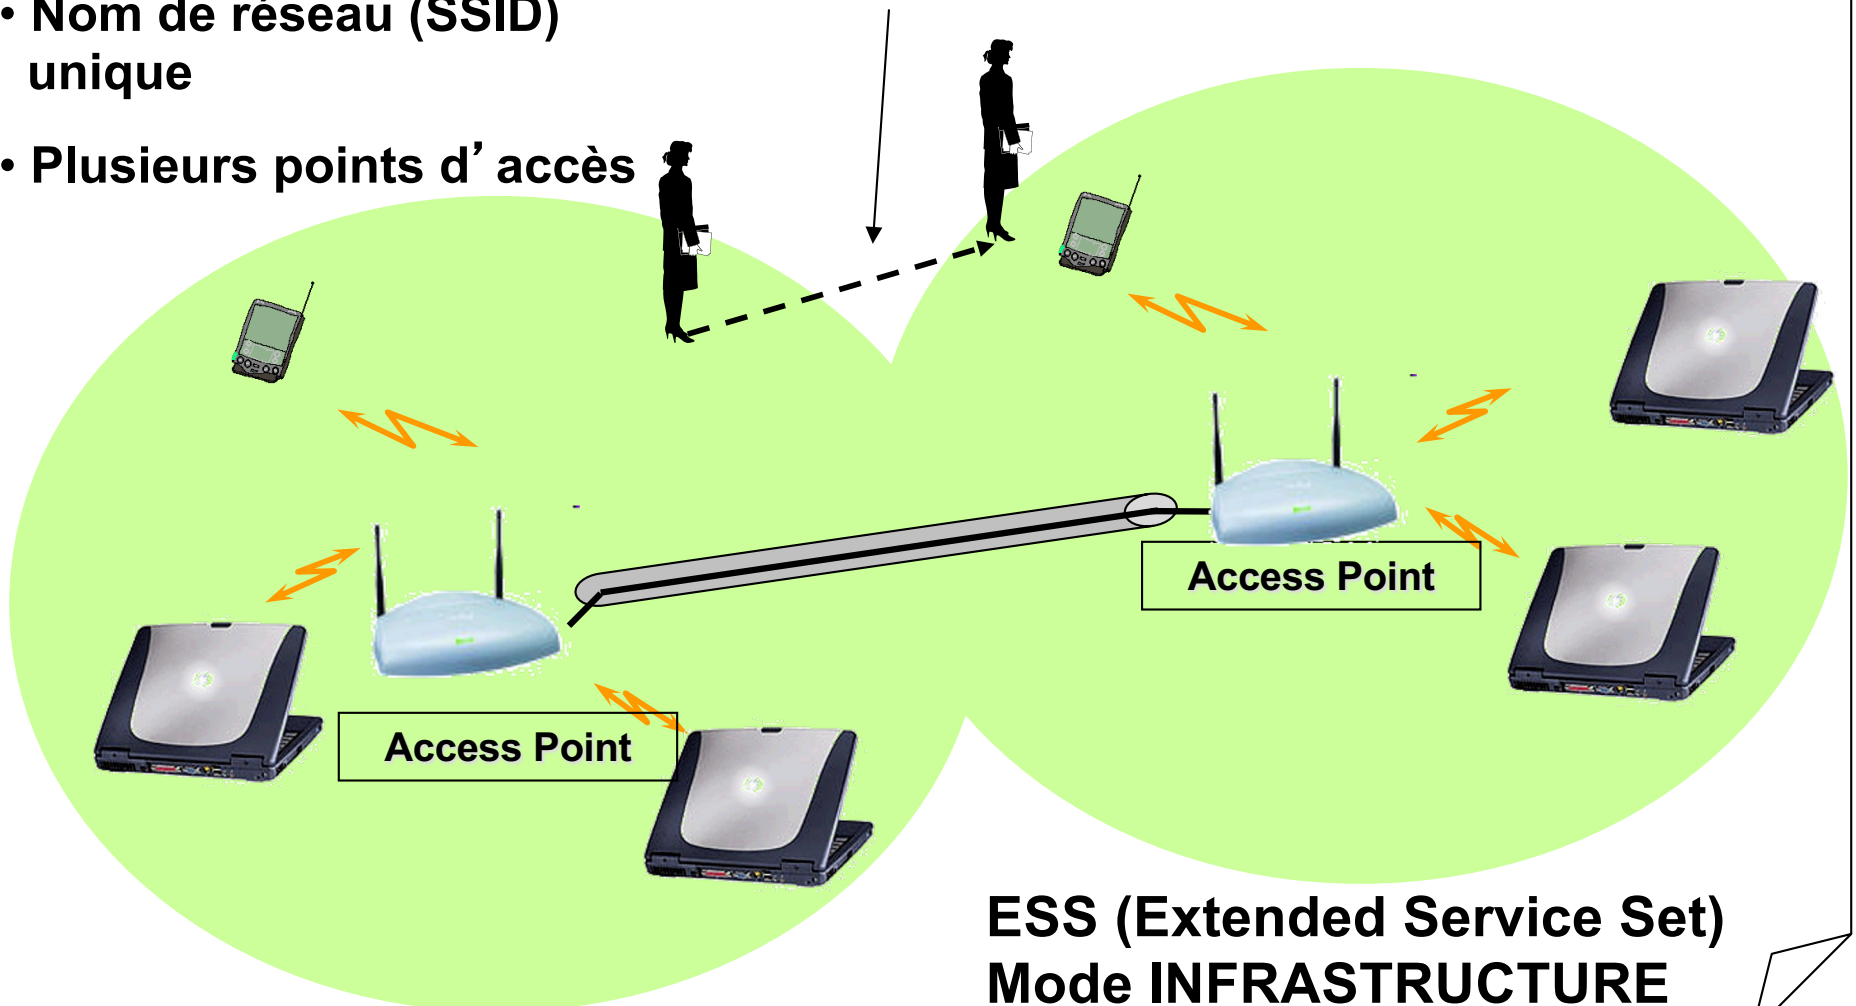 • Nom de réseau (SSID)
unique
• Plusieurs points d’ accès
Access Point
Access Point
ESS (Extended Service Set)
Mode INFRASTRUCTURE